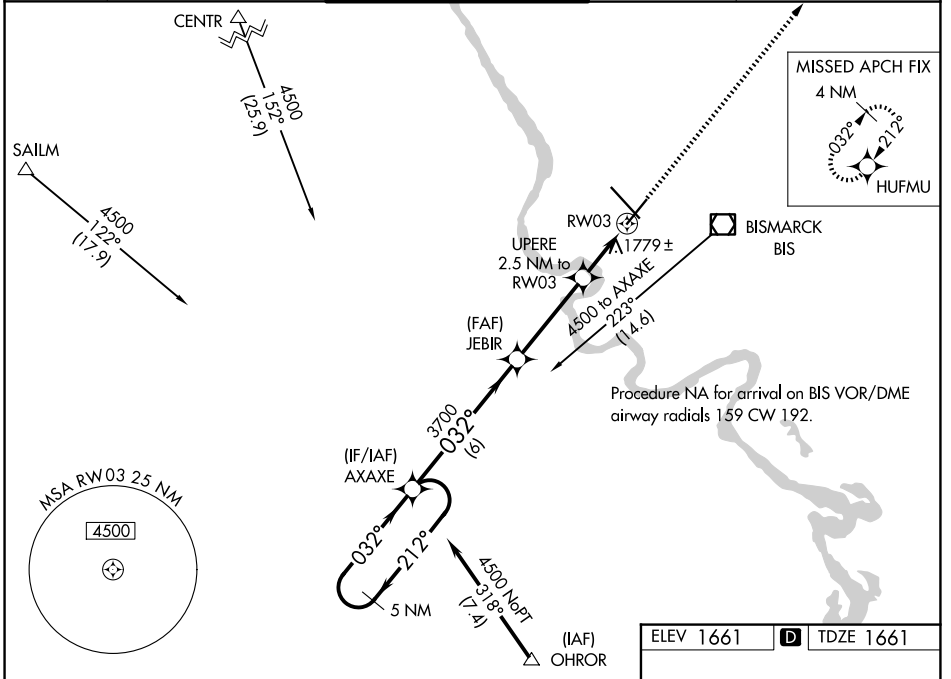 CENTR
4500
152°
(25.9)
SAILM
4500
122°
(17.9)
MISSED APCH FIX
4 NM
032°
212°
HUFMU
RW03
1779 ±
BISMARCK
BIS
UPERE
2.5 NM to
RW03
4500 to AXAXE
223°
(14.6)
(FAF)
JEBIR
Procedure NA for arrival on BIS VOR/DME
airway radials 159 CW 192.
3700
032°
(6)
(IF/IAF)
AXAXE
MSA RW03 25 NM
4500
032°
212°
5 NM
4500 NoPT
318°
(7.4)
(IAF)
OHROR
ELEV 1661 D TDZE 1661